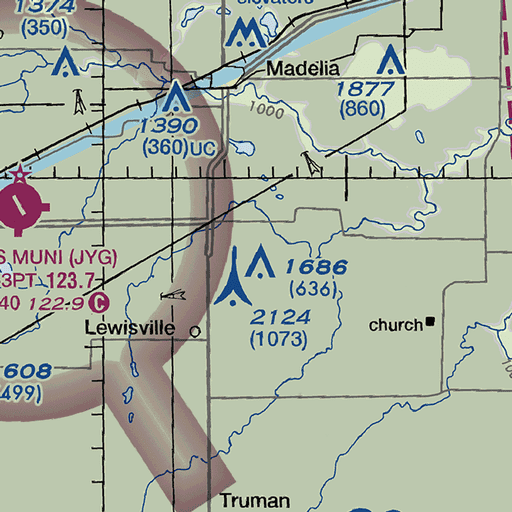 1374
(350)
elevators
Madelia
1877
(860)
1000
1390
(360)UC
S MUNI (JYG)
3PT 123.7
40 122.9 C
1686
(636)
2124
(1073)
Lewisville
church
608
(499)
Truman